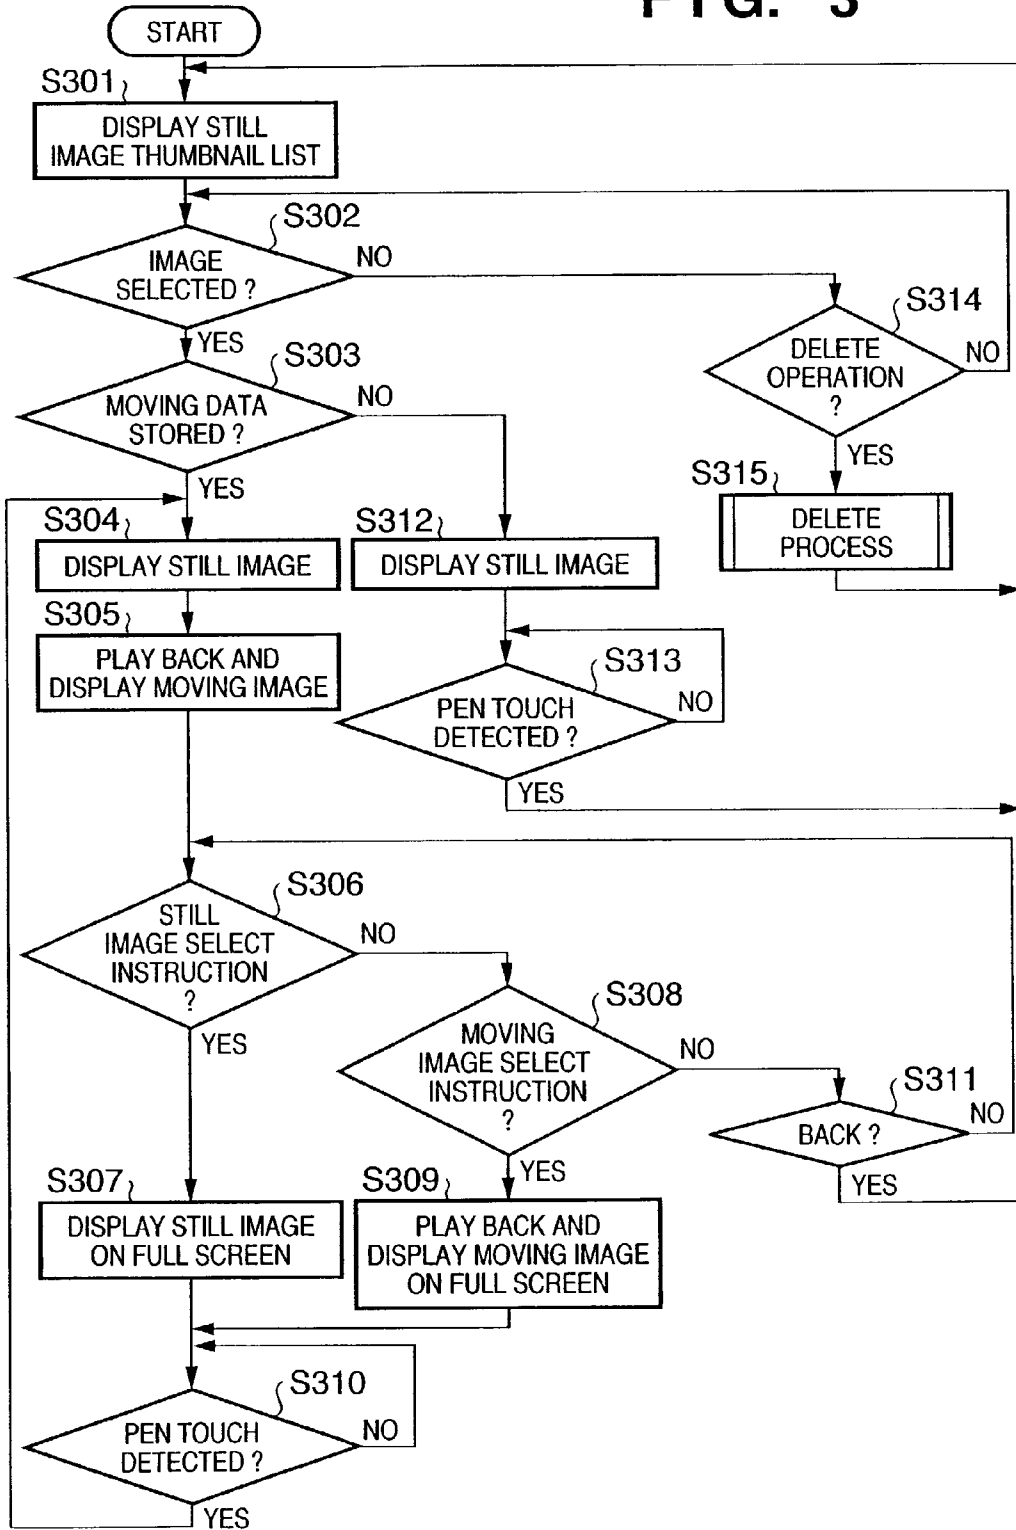 FIG. 3
START
S301
DISPLAY STILL
IMAGE THUMBNAIL LIST
S302
IMAGE
SELECTED ?
NO
YES
S314
DELETE
OPERATION
?
NO
YES
S303
MOVING DATA
STORED ?
NO
YES
S315
DELETE
PROCESS
S304
DISPLAY STILL IMAGE
S312
DISPLAY STILL IMAGE
S305
PLAY BACK AND
DISPLAY MOVING IMAGE
S313
PEN TOUCH
DETECTED ?
NO
YES
S306
STILL
IMAGE SELECT
INSTRUCTION
?
NO
YES
S308
MOVING
IMAGE SELECT
INSTRUCTION
?
NO
YES
S311
BACK ?
NO
YES
S307
DISPLAY STILL IMAGE
ON FULL SCREEN
S309
PLAY BACK AND
DISPLAY MOVING IMAGE
ON FULL SCREEN
S310
PEN TOUCH
DETECTED ?
NO
YES